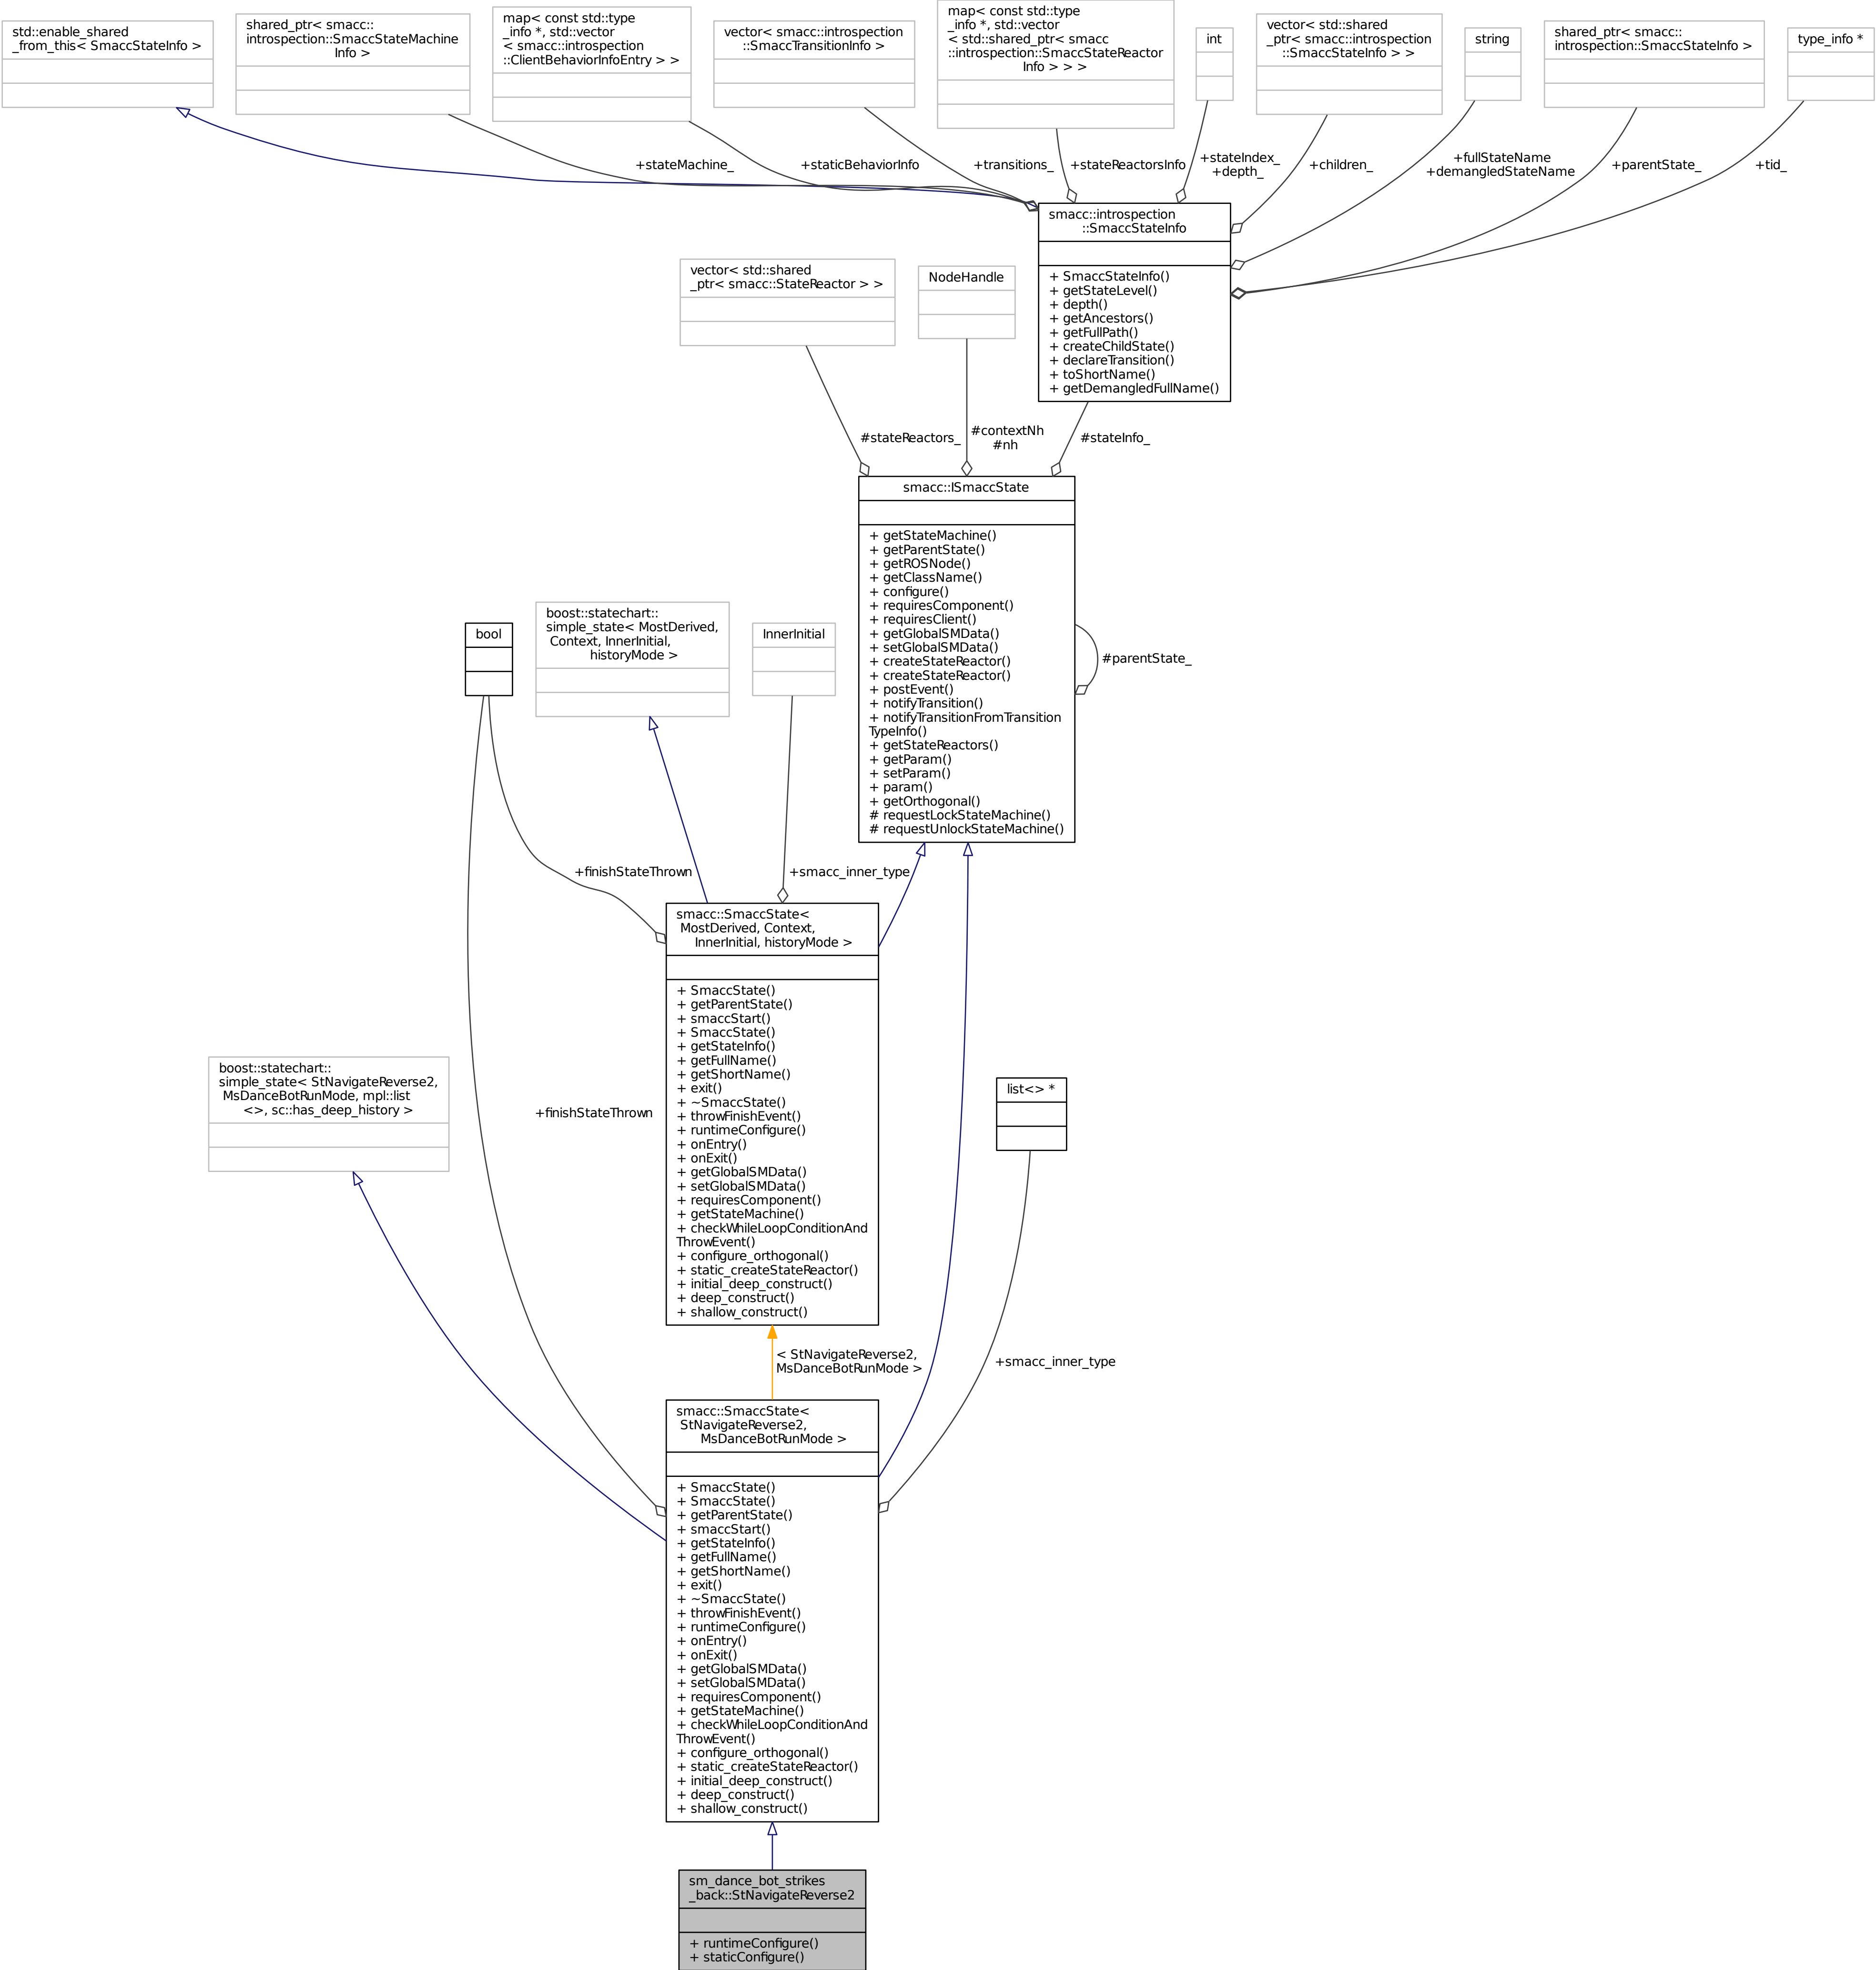 std::enable_shared
_from_this< SmaccStateInfo >
shared_ptr< smacc::
introspection::SmaccStateMachine
Info >
map< const std::type
_info *, std::vector
< smacc::introspection
::ClientBehaviorInfoEntry > >
vector< smacc::introspection
::SmaccTransitionInfo >
map< const std::type
_info *, std::vector
< std::shared_ptr< smacc
::introspection::SmaccStateReactor
Info > > >
int
vector< std::shared
_ptr< smacc::introspection
::SmaccStateInfo > >
string
shared_ptr< smacc::
introspection::SmaccStateInfo >
type_info *
+stateMachine_
+staticBehaviorInfo
+transitions_
+stateReactorsInfo
+stateIndex_
+depth_
+children_
+fullStateName
+demangledStateName
+parentState_
+tid_
smacc::introspection
::SmaccStateInfo
+ SmaccStateInfo()
+ getStateLevel()
+ depth()
+ getAncestors()
+ getFullPath()
+ createChildState()
+ declareTransition()
+ toShortName()
+ getDemangledFullName()
vector< std::shared
_ptr< smacc::StateReactor > >
NodeHandle
#stateReactors_
#contextNh
#nh
#stateInfo_
smacc::ISmaccState
+ getStateMachine()
+ getParentState()
+ getROSNode()
+ getClassName()
+ configure()
+ requiresComponent()
+ requiresClient()
+ getGlobalSMData()
+ setGlobalSMData()
+ createStateReactor()
+ createStateReactor()
+ postEvent()
+ notifyTransition()
+ notifyTransitionFromTransition
TypeInfo()
+ getStateReactors()
+ getParam()
+ setParam()
+ param()
+ getOrthogonal()
# requestLockStateMachine()
# requestUnlockStateMachine()
#parentState_
bool
boost::statechart::
simple_state< MostDerived,
Context, InnerInitial,
historyMode >
InnerInitial
+finishStateThrown
+smacc_inner_type
smacc::SmaccState<
MostDerived, Context,
InnerInitial, historyMode >
+ SmaccState()
+ getParentState()
+ smaccStart()
+ SmaccState()
+ getStateInfo()
+ getFullName()
+ getShortName()
+ exit()
+ ~SmaccState()
+ throwFinishEvent()
+ runtimeConfigure()
+ onEntry()
+ onExit()
+ getGlobalSMData()
+ setGlobalSMData()
+ requiresComponent()
+ getStateMachine()
+ checkWhileLoopConditionAnd
ThrowEvent()
+ configure_orthogonal()
+ static_createStateReactor()
+ initial_deep_construct()
+ deep_construct()
+ shallow_construct()
boost::statechart::
simple_state< StNavigateReverse2,
MsDanceBotRunMode, mpl::list
<>, sc::has_deep_history >
+finishStateThrown
list<> *
< StNavigateReverse2,
MsDanceBotRunMode >
+smacc_inner_type
smacc::SmaccState<
StNavigateReverse2,
MsDanceBotRunMode >
+ SmaccState()
+ SmaccState()
+ getParentState()
+ smaccStart()
+ getStateInfo()
+ getFullName()
+ getShortName()
+ exit()
+ ~SmaccState()
+ throwFinishEvent()
+ runtimeConfigure()
+ onEntry()
+ onExit()
+ getGlobalSMData()
+ setGlobalSMData()
+ requiresComponent()
+ getStateMachine()
+ checkWhileLoopConditionAnd
ThrowEvent()
+ configure_orthogonal()
+ static_createStateReactor()
+ initial_deep_construct()
+ deep_construct()
+ shallow_construct()
sm_dance_bot_strikes
_back::StNavigateReverse2
+ runtimeConfigure()
+ staticConfigure()